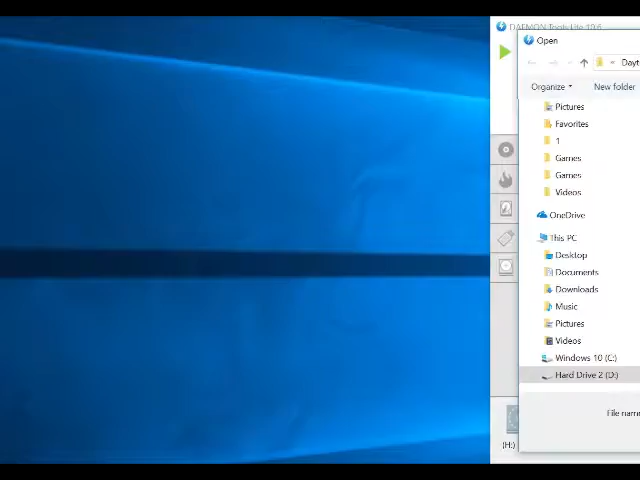 DAEMON Tools Lite 10.6
Open
« Dayt
Organize
New folder
Pictures
Favorites
1
Games
Games
Videos
OneDrive
This PC
Desktop
Documents
Downloads
Music
Pictures
Videos
Windows 10 (C:)
Hard Drive 2 (D:)
File name
(H:)